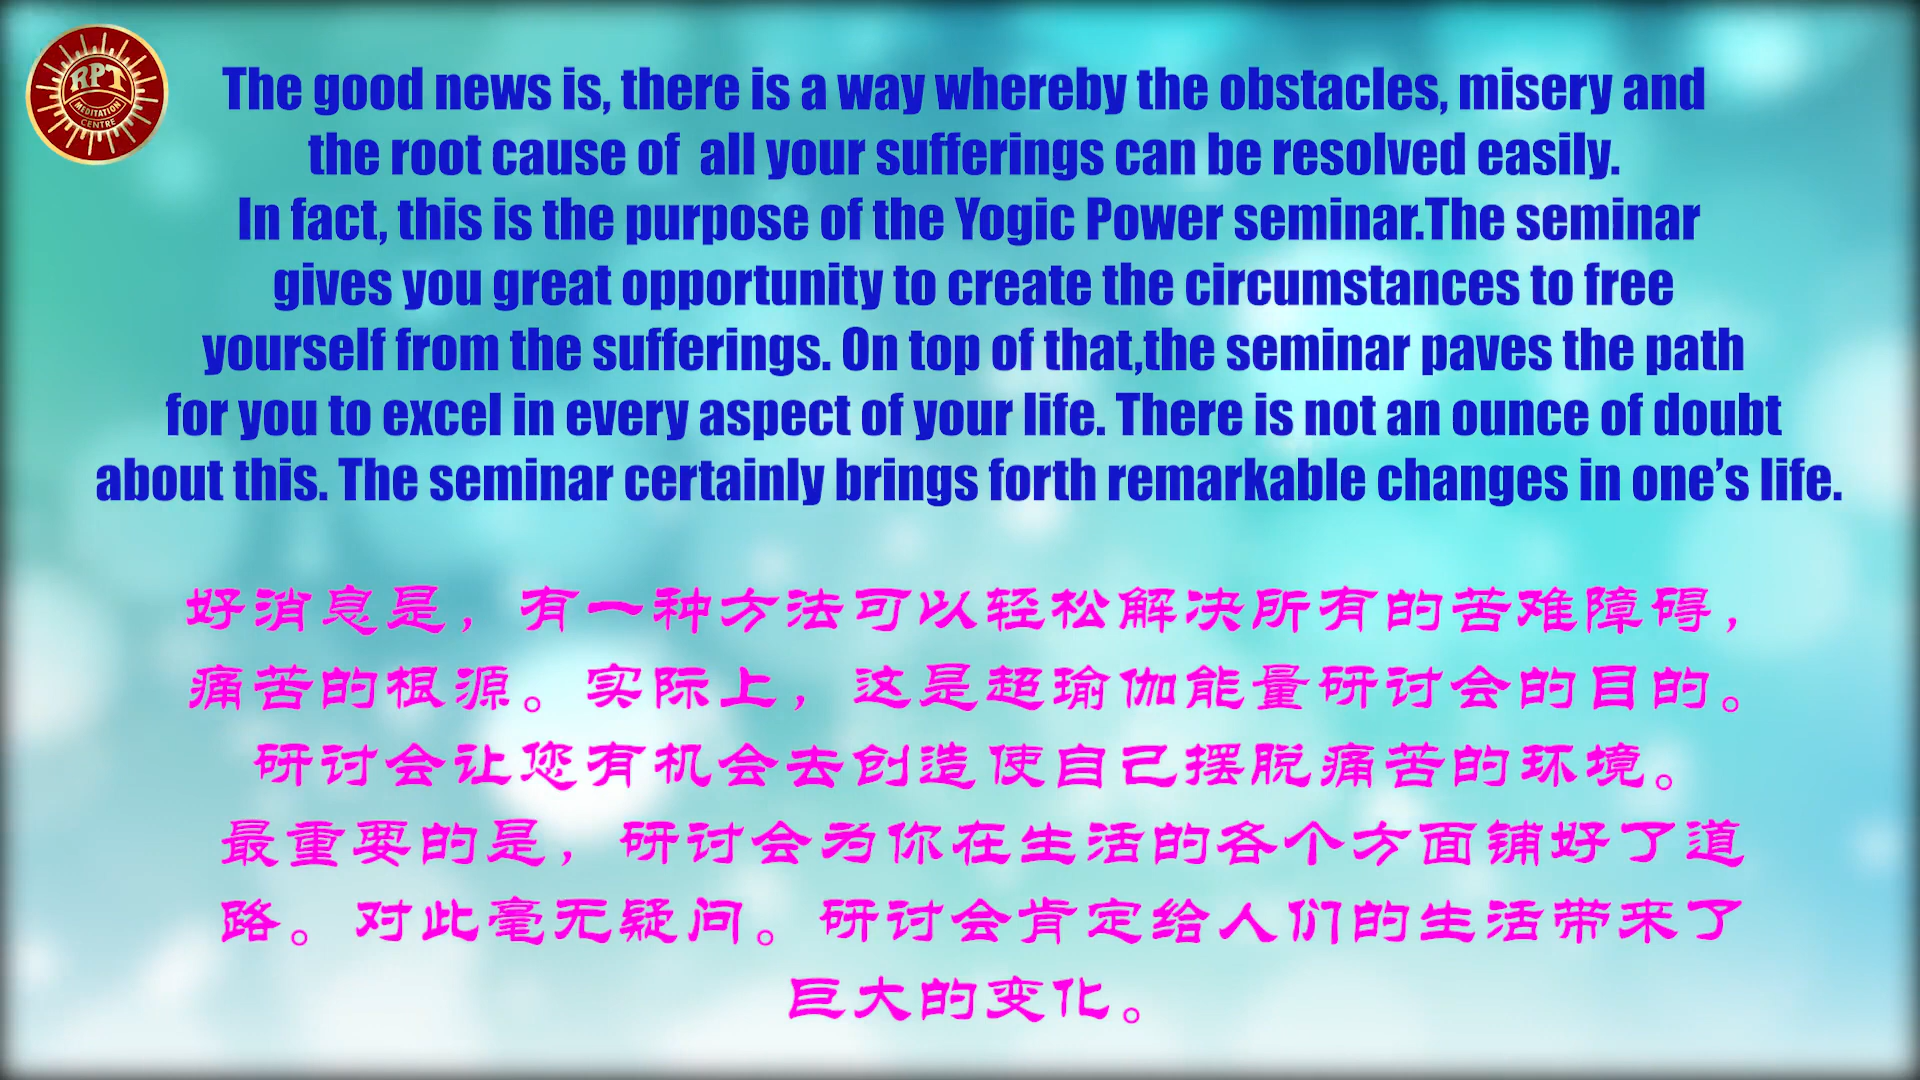 RPT
MEDITATION
CENTRE
The good news is, there is a way whereby the obstacles, misery and
the root cause of  all your sufferings can be resolved easily.
In fact, this is the purpose of the Yogic Power seminar.The seminar
gives you great opportunity to create the circumstances to free
yourself from the sufferings. On top of that,the seminar paves the path
for you to excel in every aspect of your life. There is not an ounce of doubt
about this. The seminar certainly brings forth remarkable changes in one’s life.
好消息是，有一种方法可以轻松解决所有的苦难障碍，
痛苦的根源。实际上，这是超瑜伽能量研讨会的目的。
研讨会让您有机会去创造使自己摆脱痛苦的环境。
最重要的是，研讨会为你在生活的各个方面铺好了道
路。对此毫无疑问。研讨会肯定给人们的生活带来了
巨大的变化。